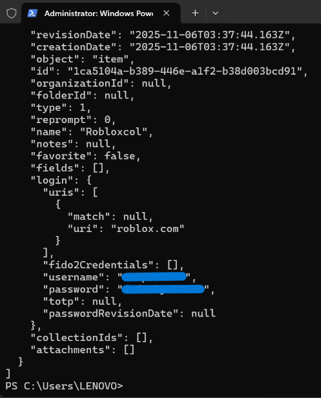 Administrator: Windows Pow
"revisionDate": "2025-11-06T03:37:44.163Z",
"creationDate": "2025-11-06T03:37:44.163Z",
"object": "item",
"id": "1ca5104a-b389-446e-a1f2-b38d003bcd91",
"organizationId": null,
"folderId": null,
"type": 1,
"reprompt": 0,
"name": "Robloxcol",
"notes": null,
"favorite": false,
"fields": [],
"login": {
"uris": [
{
"match": null,
"uri": "roblox.com"
}
],
"fido2Credentials": [],
"username": "",
"password": "",
"totp": null,
"passwordRevisionDate": null
},
"collectionIds": [],
"attachments": []
}
]
PS C:\Users\LENOVO>